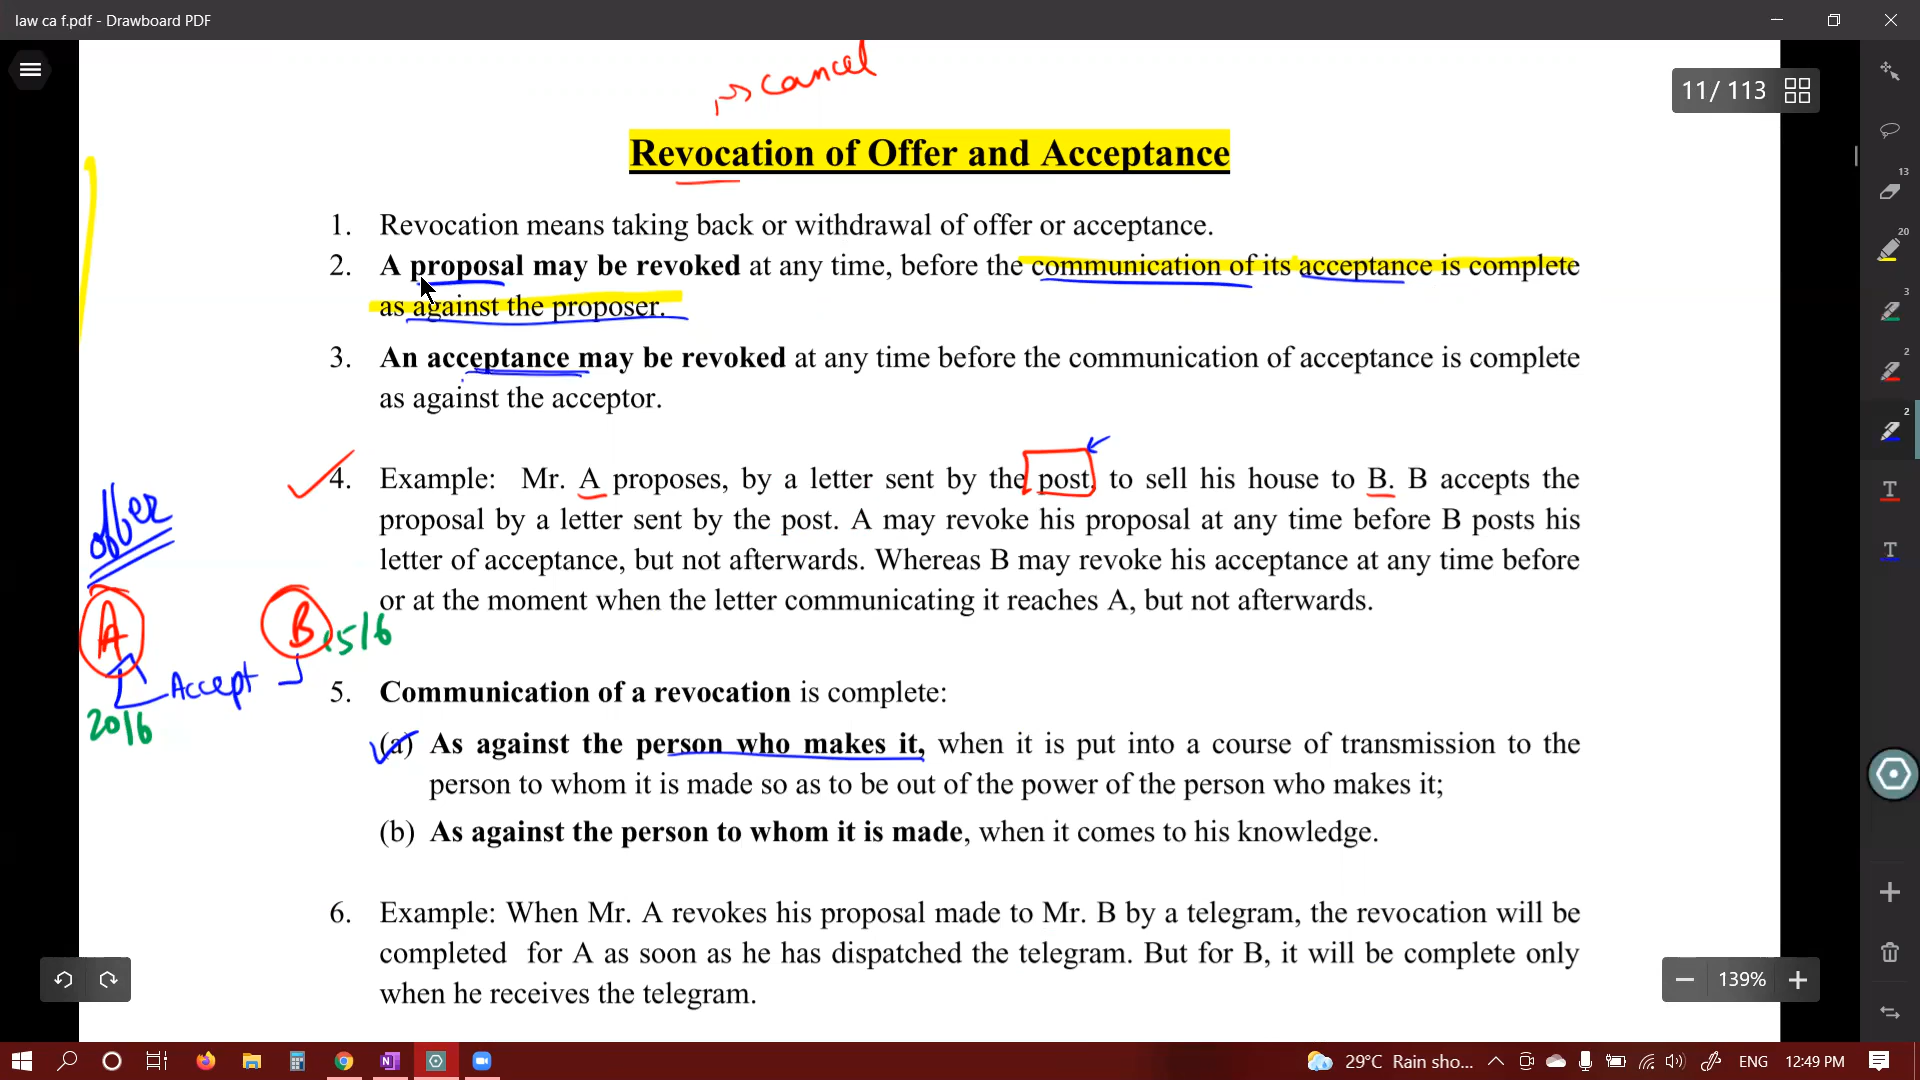 law ca f.pdf - Drawboard PDF
cancel
11 / 113
Revocation of Offer and Acceptance
13
1. Revocation means taking back or withdrawal of offer or acceptance.
20
2. A proposal may be revoked at any time, before the communication of its acceptance is complete
as against the proposer.
3
3. An acceptance may be revoked at any time before the communication of acceptance is complete
2
as against the acceptor.
2
4. Example: Mr. A proposes, by a letter sent by the post, to sell his house to B. B accepts the
T
proposal by a letter sent by the post. A may revoke his proposal at any time before B posts his
offer
letter of acceptance, but not afterwards. Whereas B may revoke his acceptance at any time before
T
or at the moment when the letter communicating it reaches A, but not afterwards.
A B 15/6
Accept
20/6
5. Communication of a revocation is complete:
(a) As against the person who makes it, when it is put into a course of transmission to the
person to whom it is made so as to be out of the power of the person who makes it;
(b) As against the person to whom it is made, when it comes to his knowledge.
6. Example: When Mr. A revokes his proposal made to Mr. B by a telegram, the revocation will be
completed for A as soon as he has dispatched the telegram. But for B, it will be complete only
when he receives the telegram.
139%
29°C Rain sho... ENG 12:49 PM